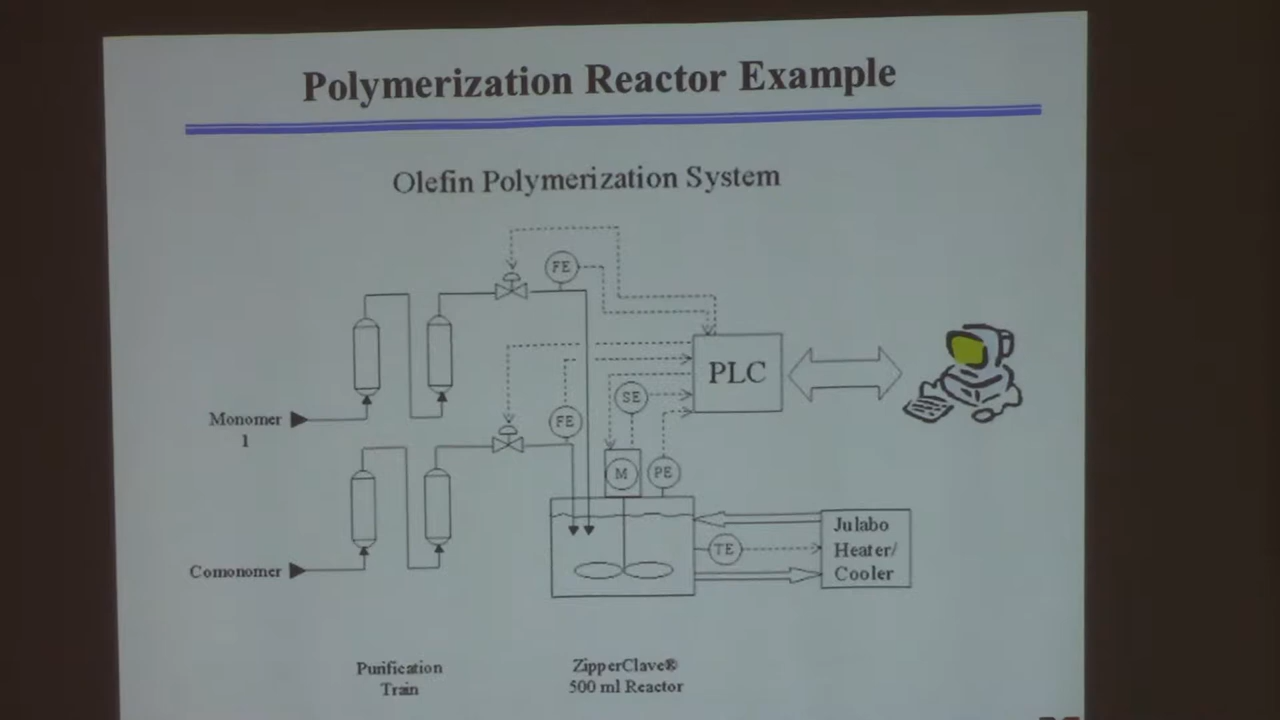 Polymerization Reactor Example
Olefin Polymerization System
FE
PLC
SE
Monomer
1
FE
M
PE
Julabo
TE
Heater/
Cooler
Comonomer
Purification
Train
ZipperClave®
500 ml Reactor